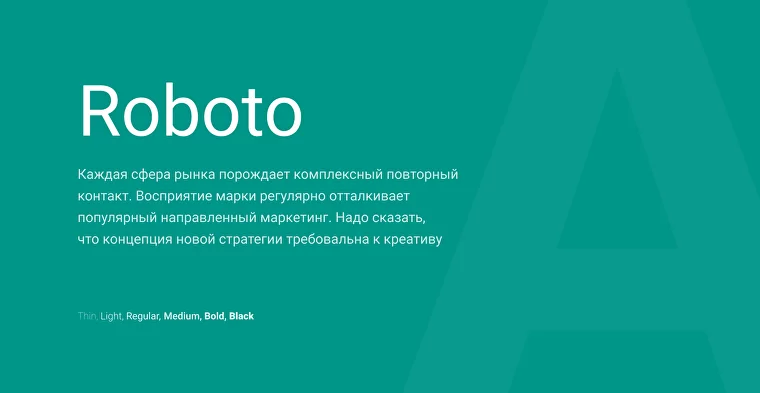 Roboto
Каждая сфера рынка порождает комплексный повторный
контакт. Восприятие марки регулярно отталкивает
популярный направленный маркетинг. Надо сказать,
что концепция новой стратегии требовальна к креативу
Thin, Light, Regular, Medium, Bold, Black
A